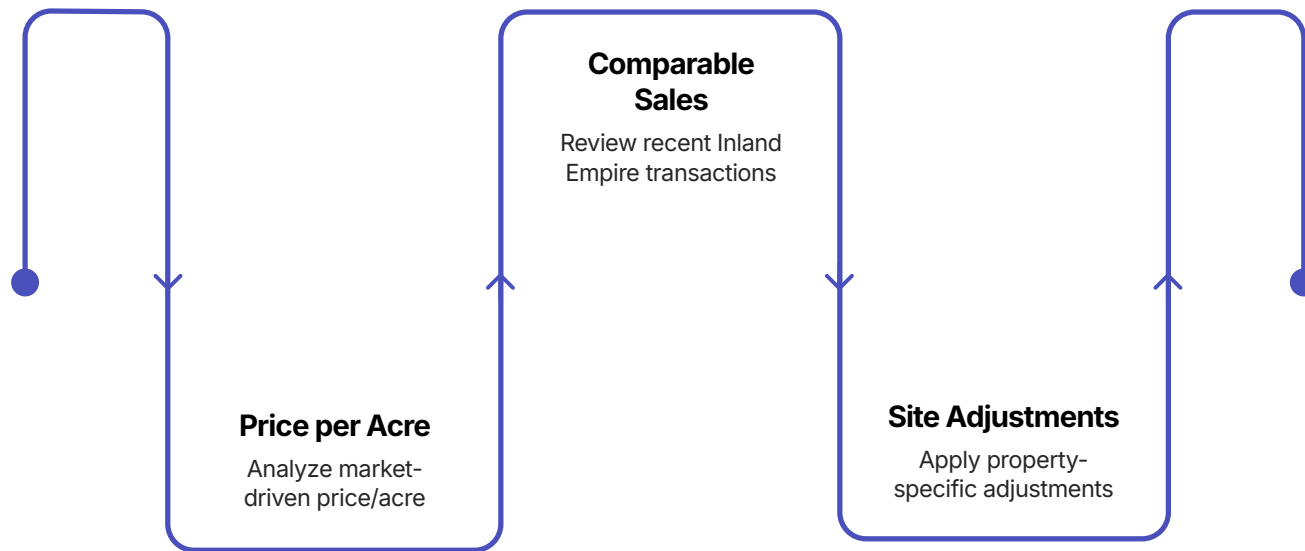 Price per Acre
Analyze market-
driven price/acre
Comparable
Sales
Review recent Inland
Empire transactions
Site Adjustments
Apply property-
specific adjustments